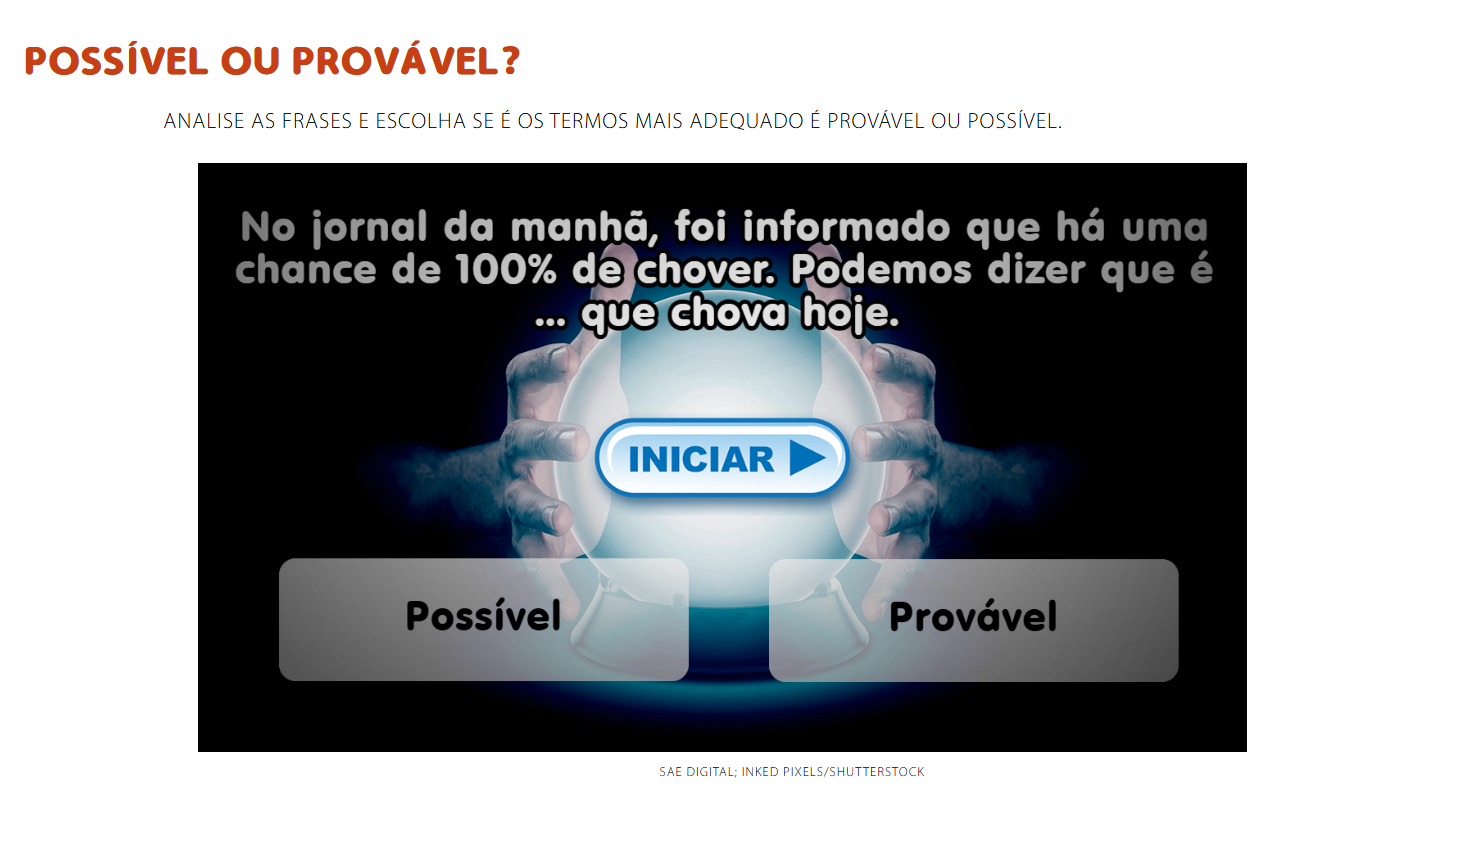 POSSÍVEL OU PROVÁVEL?
ANALISE AS FRASES E ESCOLHA SE É OS TERMOS MAIS ADEQUADO É PROVÁVEL OU POSSÍVEL.
No jornal da manhã, foi informado que há uma
chance de 100% de chover. Podemos dizer que é
... que chova hoje.
INICIAR
Possível
Provável
SAE DIGITAL; INKED PIXELS/SHUTTERSTOCK